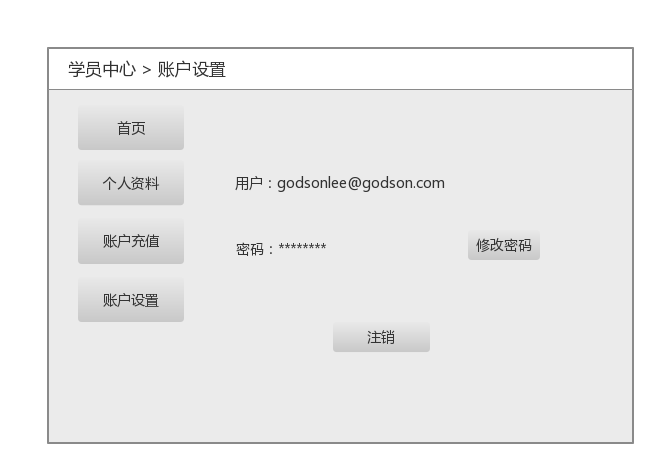 学员中心 > 账户设置
首页
个人资料
用户：godsonlee@godson.com
账户充值
密码：********
修改密码
账户设置
注销